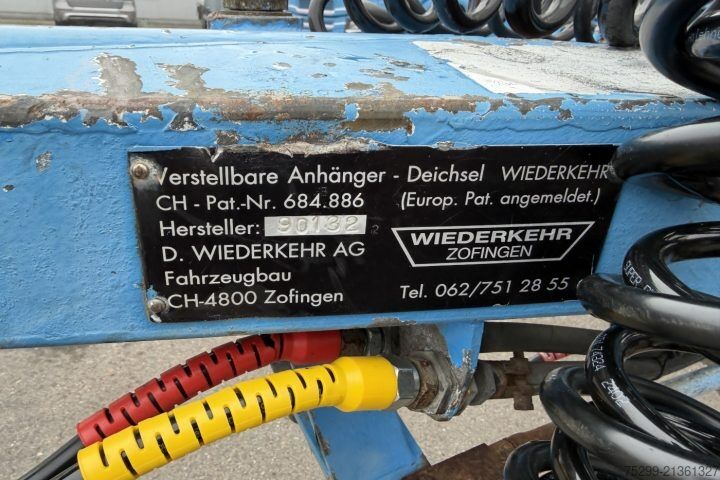 Verstellbare Anhänger - Deichsel WIEDERKEHR
CH - Pat.-Nr. 684.886 (Europ. Pat. angemeldet.)
Hersteller: 90132
D. WIEDERKEHR AG
Fahrzeugbau
CH-4800 Zofingen
WIEDERKEHR
ZOFINGEN
Tel. 062/751 28 55
75299-21361327